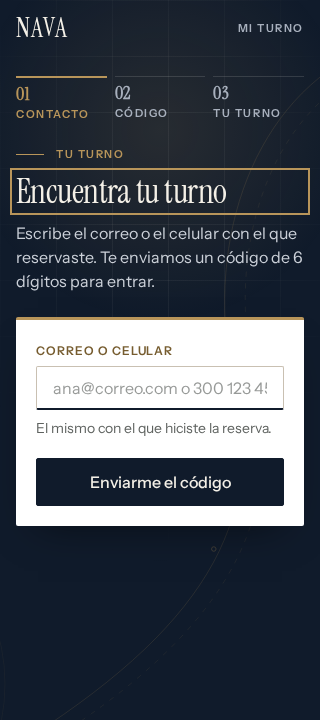 NAVA
MI TURNO
01
CONTACTO
02
CÓDIGO
03
TU TURNO
TU TURNO
Encuentra tu turno
Escribe el correo o el celular con el que
reservaste. Te enviamos un código de 6
dígitos para entrar.
CORREO O CELULAR
ana@correo.com o 300 123 45
El mismo con el que hiciste la reserva.
Enviarme el código